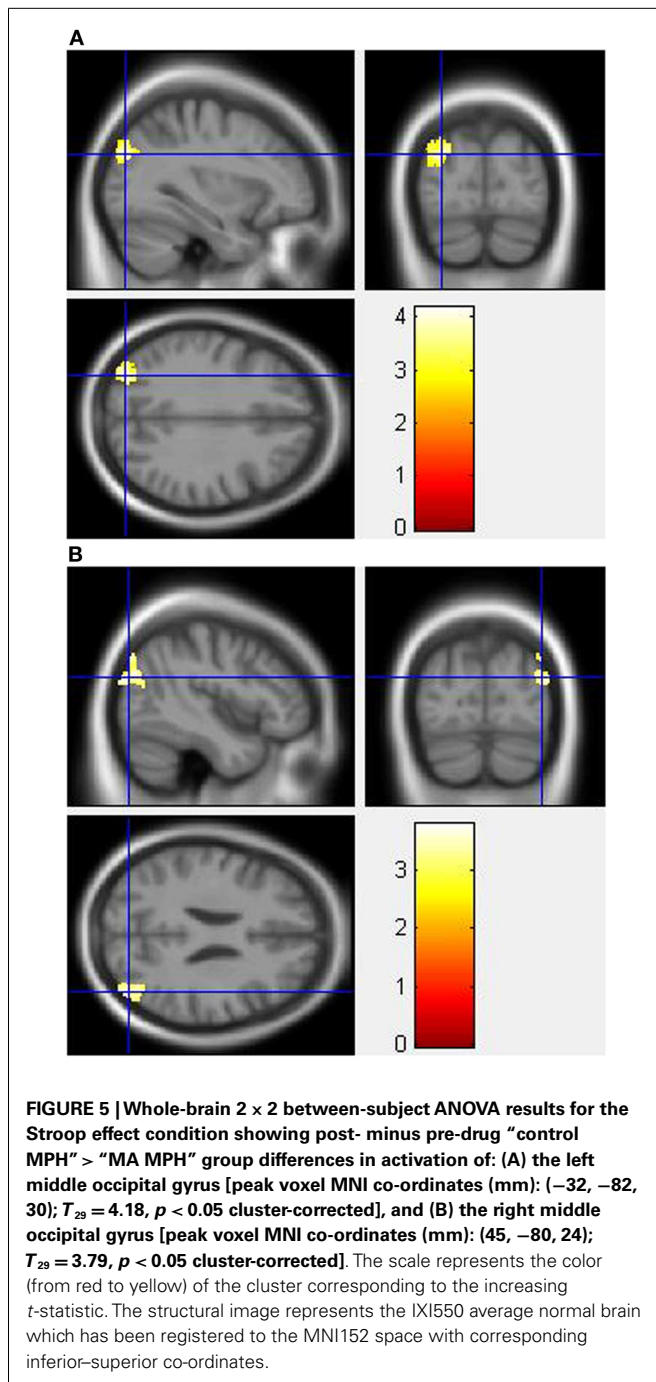 A
4
3
2
1
0
B
3
2
1
0
FIGURE 5 | Whole-brain 2 × 2 between-subject ANOVA results for the
Stroop effect condition showing post- minus pre-drug “control
MPH” > “MA MPH” group differences in activation of: (A) the left
middle occipital gyrus [peak voxel MNI co-ordinates (mm): (−32, −82,
30); T29 = 4.18, p < 0.05 cluster-corrected], and (B) the right middle
occipital gyrus [peak voxel MNI co-ordinates (mm): (45, −80, 24);
T29 = 3.79, p < 0.05 cluster-corrected]. The scale represents the color
(from red to yellow) of the cluster corresponding to the increasing
t-statistic. The structural image represents the IXI550 average normal brain
which has been registered to the MNI152 space with corresponding
inferior–superior co-ordinates.